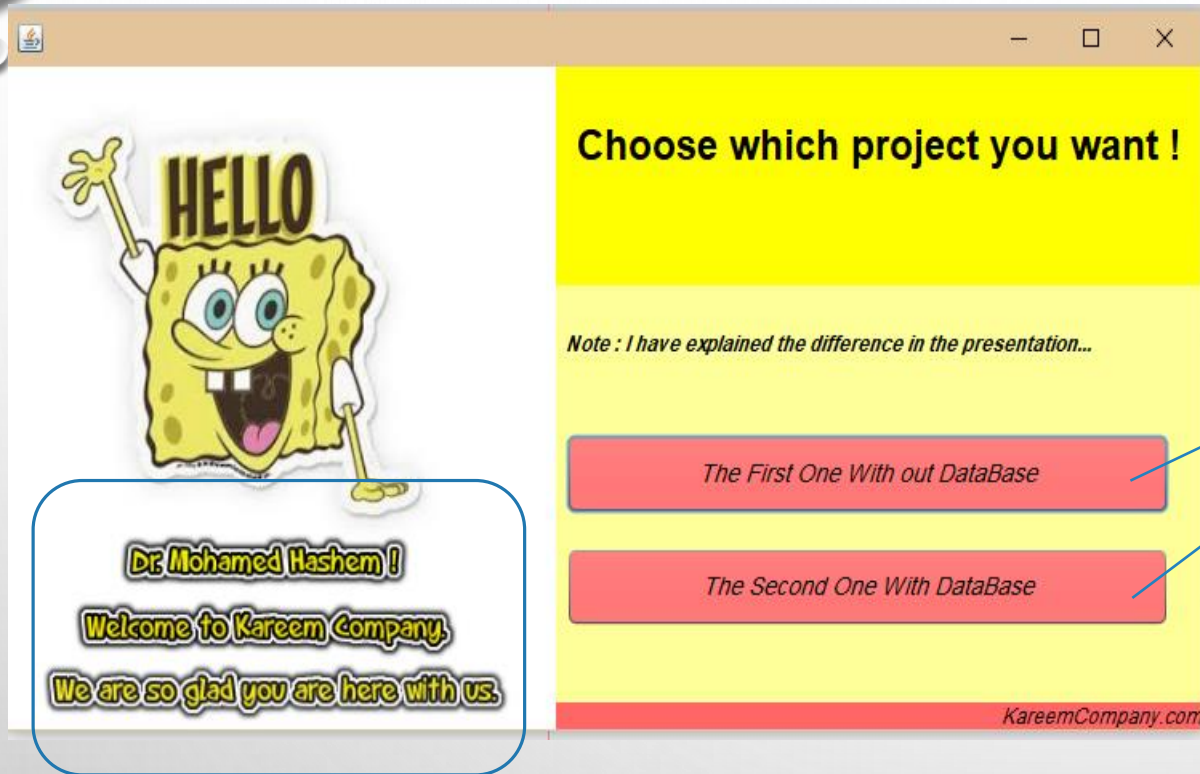 HELLO
Dr. Mohamed Hashem !
Welcome to Kareem Company.
We are so glad you are here with us.
Choose which project you want !
Note : I have explained the difference in the presentation...
The First One With out DataBase
The Second One With DataBase
KareemCompany.com